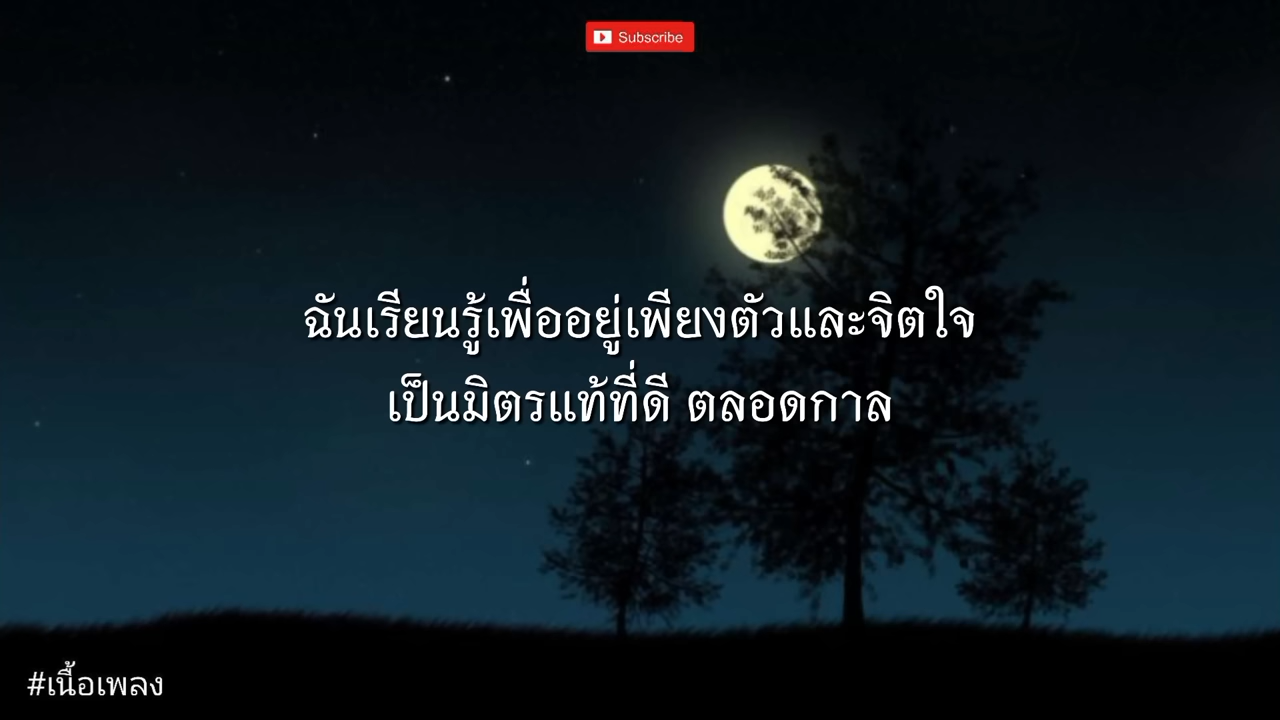 Subscribe
ฉันเรียนรู้เพื่ออยู่เพียงตัวและจิตใจ
เป็นมิตรแท้ที่ดี ตลอดกาล
#เนื้อเพลง